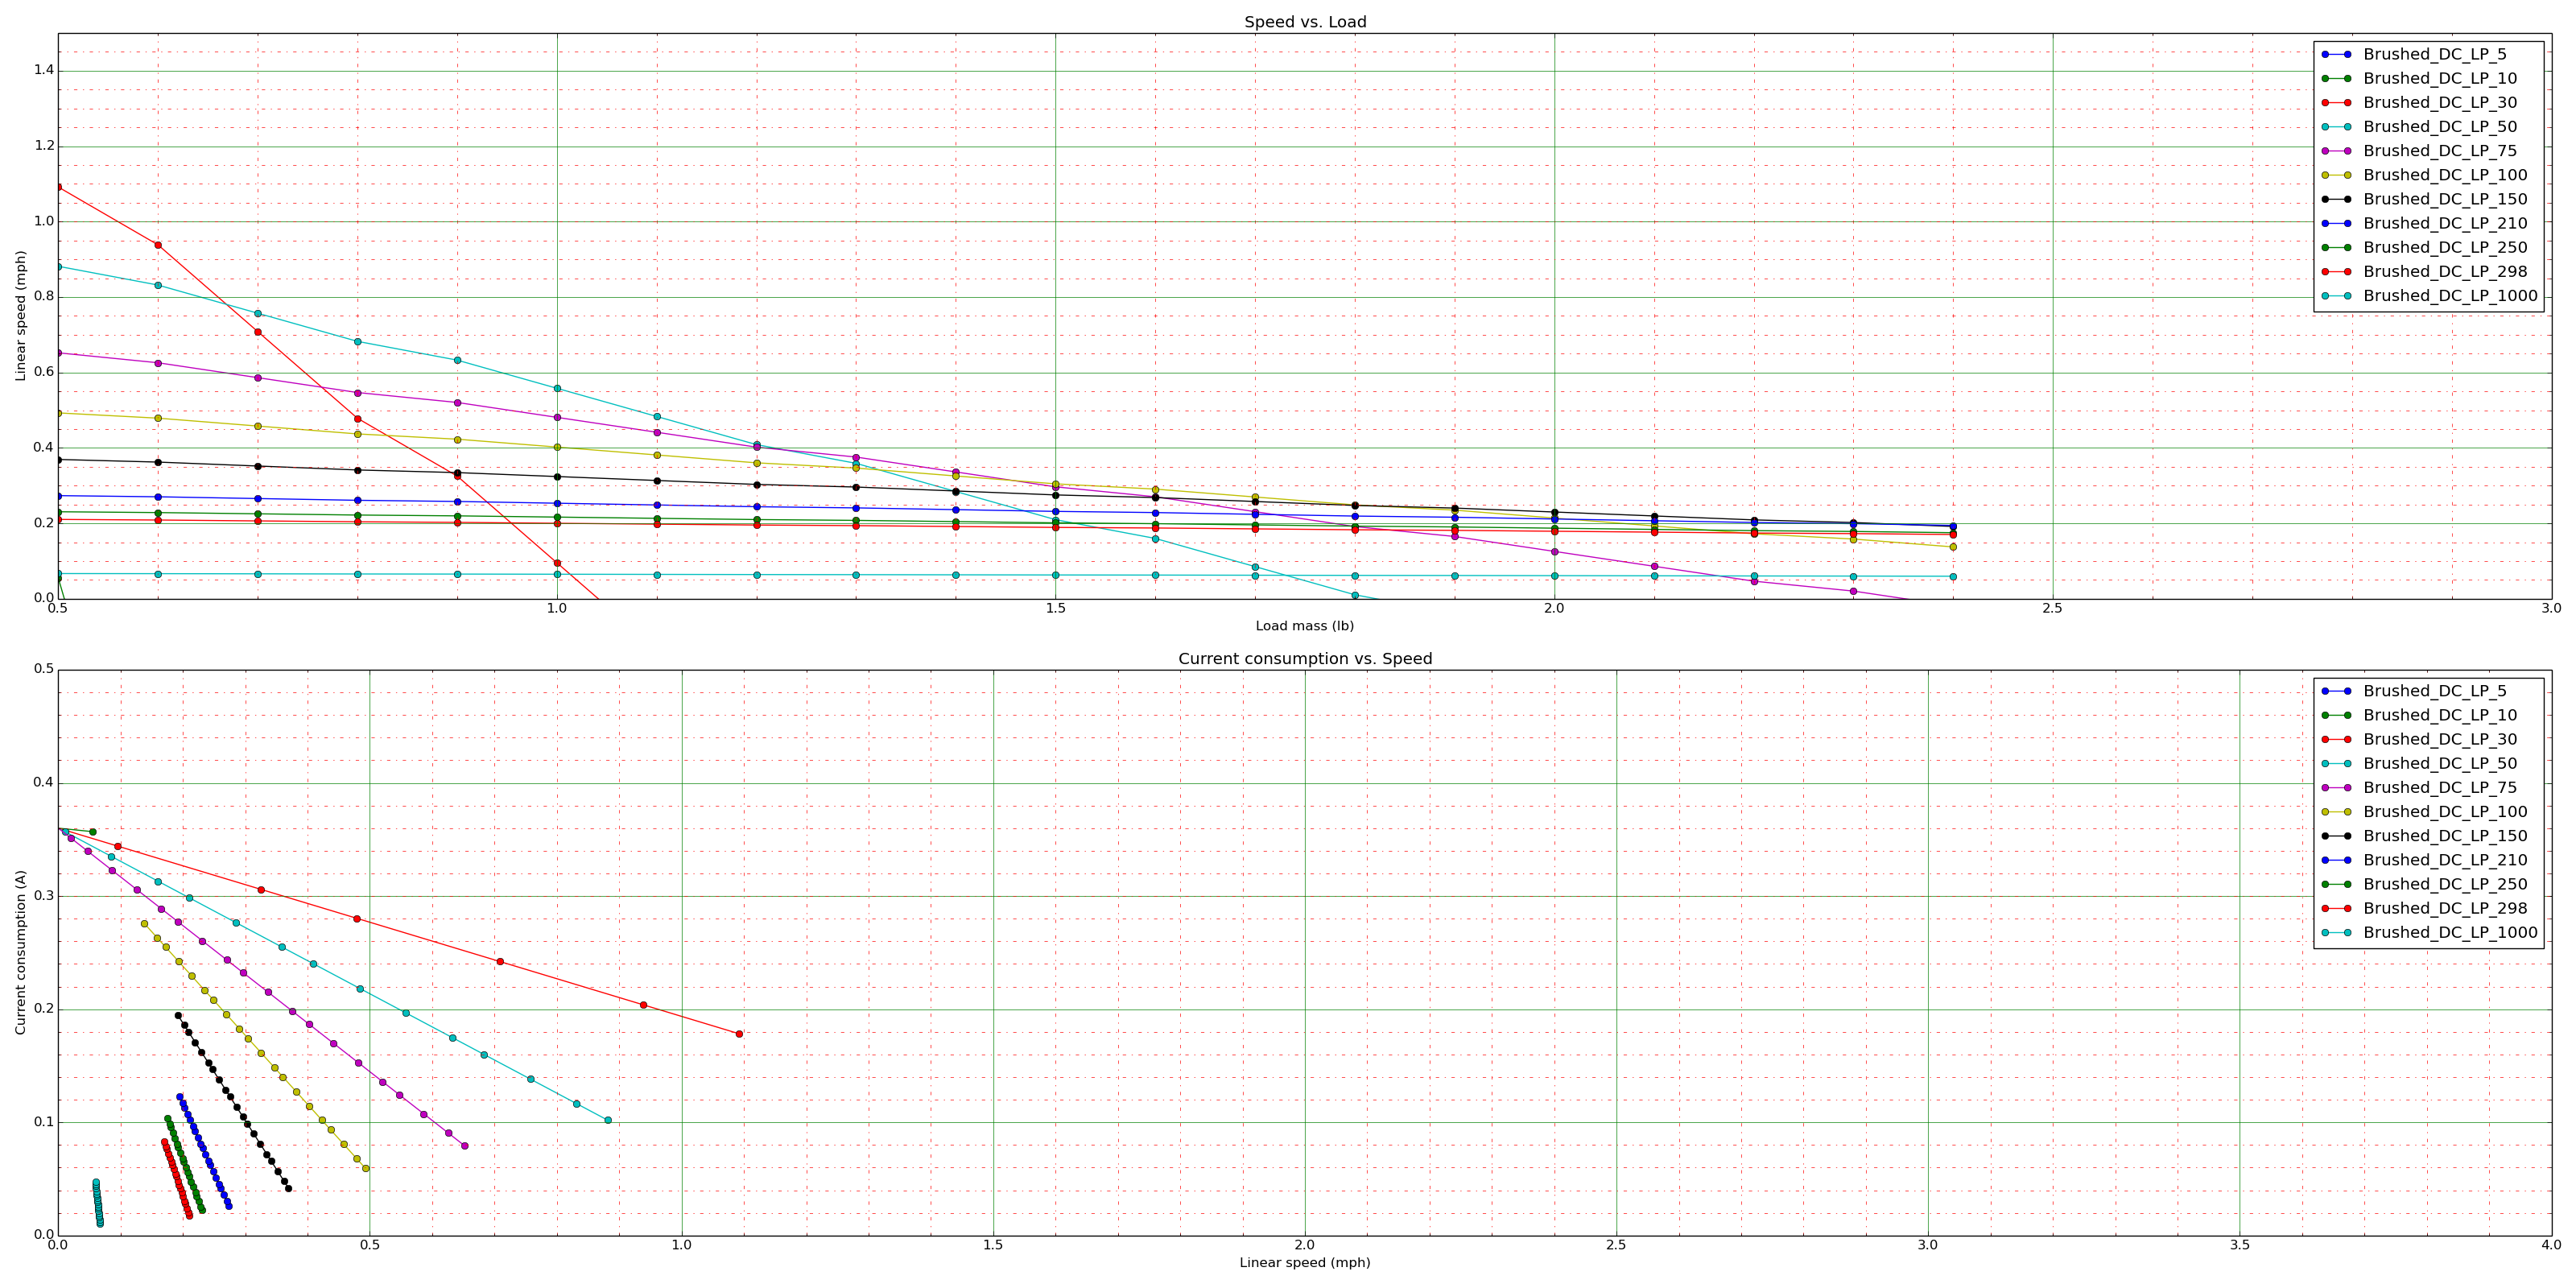 Speed vs. Load
1.4
1.2
1.0
0.8
0.6
0.4
0.2
0.0
Linear speed (mph)
Brushed_DC_LP_5
Brushed_DC_LP_10
Brushed_DC_LP_30
Brushed_DC_LP_50
Brushed_DC_LP_75
Brushed_DC_LP_100
Brushed_DC_LP_150
Brushed_DC_LP_210
Brushed_DC_LP_250
Brushed_DC_LP_298
Brushed_DC_LP_1000
0.5 1.0 1.5 2.0 2.5 3.0
Load mass (lb)
Current consumption vs. Speed
0.5
0.4
0.3
0.2
0.1
0.0
Current consumption (A)
Brushed_DC_LP_5
Brushed_DC_LP_10
Brushed_DC_LP_30
Brushed_DC_LP_50
Brushed_DC_LP_75
Brushed_DC_LP_100
Brushed_DC_LP_150
Brushed_DC_LP_210
Brushed_DC_LP_250
Brushed_DC_LP_298
Brushed_DC_LP_1000
0.0 0.5 1.0 1.5 2.0 2.5 3.0 3.5 4.0
Linear speed (mph)